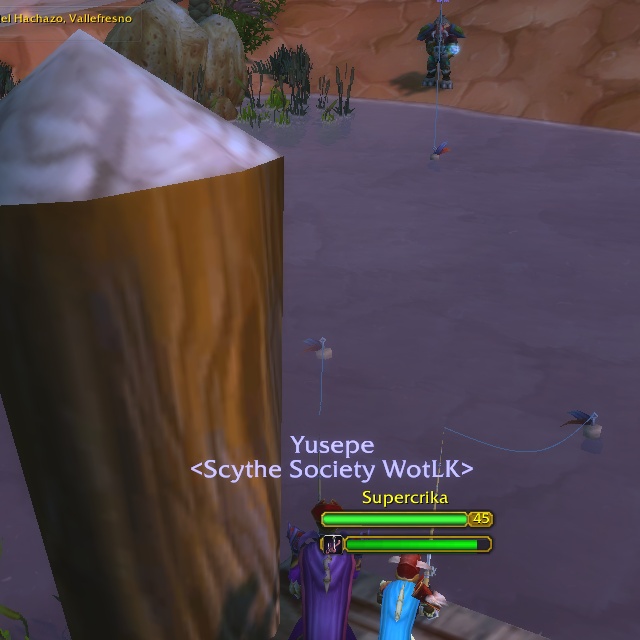 el Hachazo, Vallefresno
Yusepe
<Scythe Society WotLK>
Supercrika
45